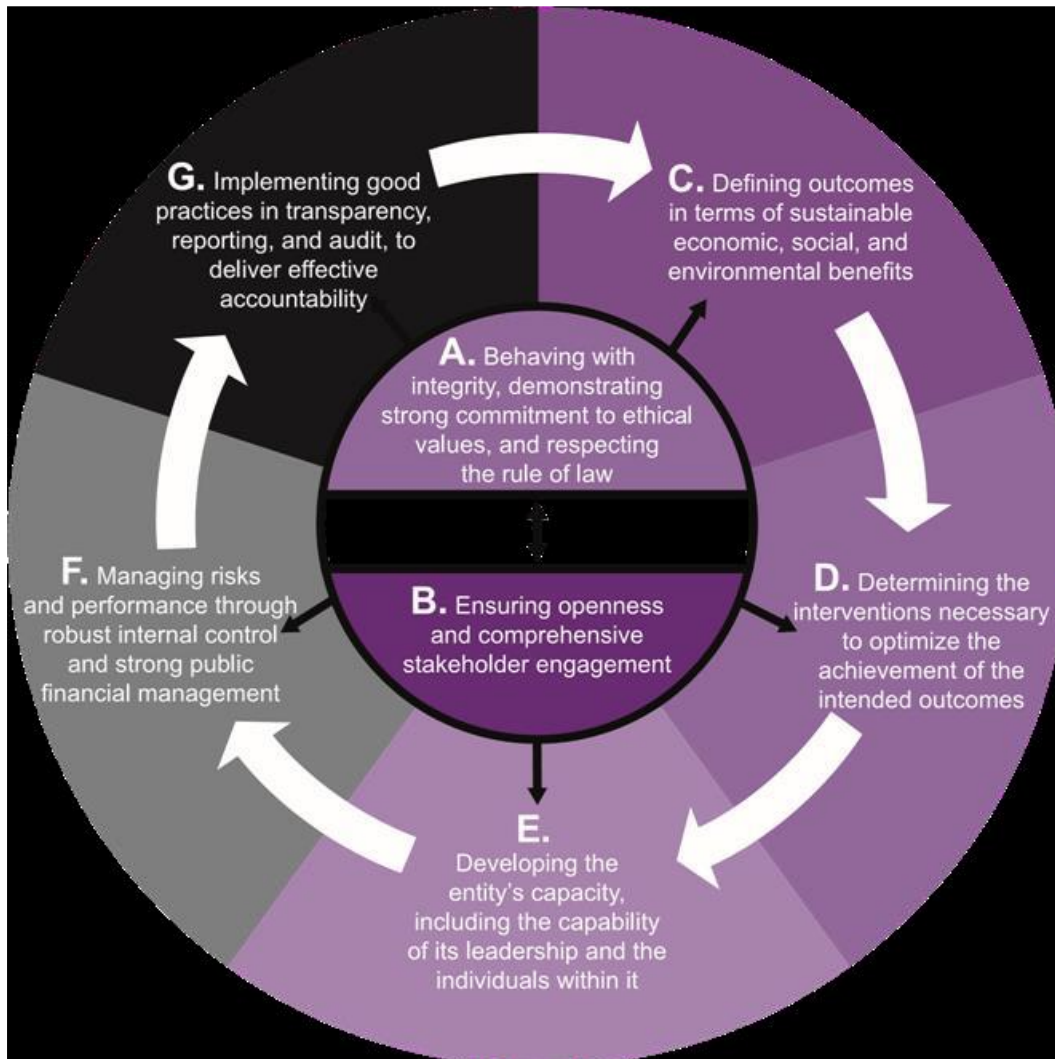 G. Implementing good
practices in transparency,
reporting, and audit, to
deliver effective
accountability
C. Defining outcomes
in terms of sustainable
economic, social, and
environmental benefits
A. Behaving with
integrity, demonstrating
strong commitment to ethical
values, and respecting
the rule of law
B. Ensuring openness
and comprehensive
stakeholder engagement
D. Determining the
interventions necessary
to optimize the
achievement of the
intended outcomes
E.
Developing the
entity's capacity,
including the capability
of its leadership and the
individuals within it
F. Managing risks
and performance through
robust internal control
and strong public
financial management